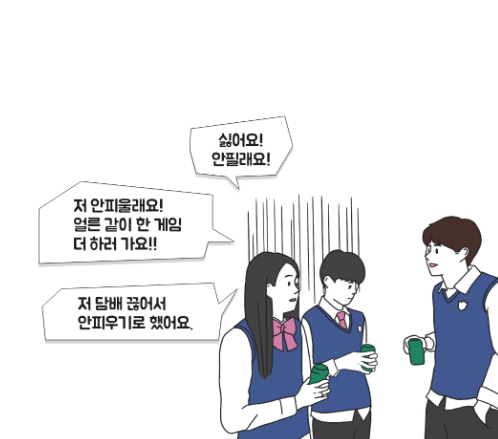 싫어요!
안필래요!
저 안피울래요!
얼른 같이 한 게임
더 하러 가요!!
저 담배 끊어서
안피우기로 했어요.